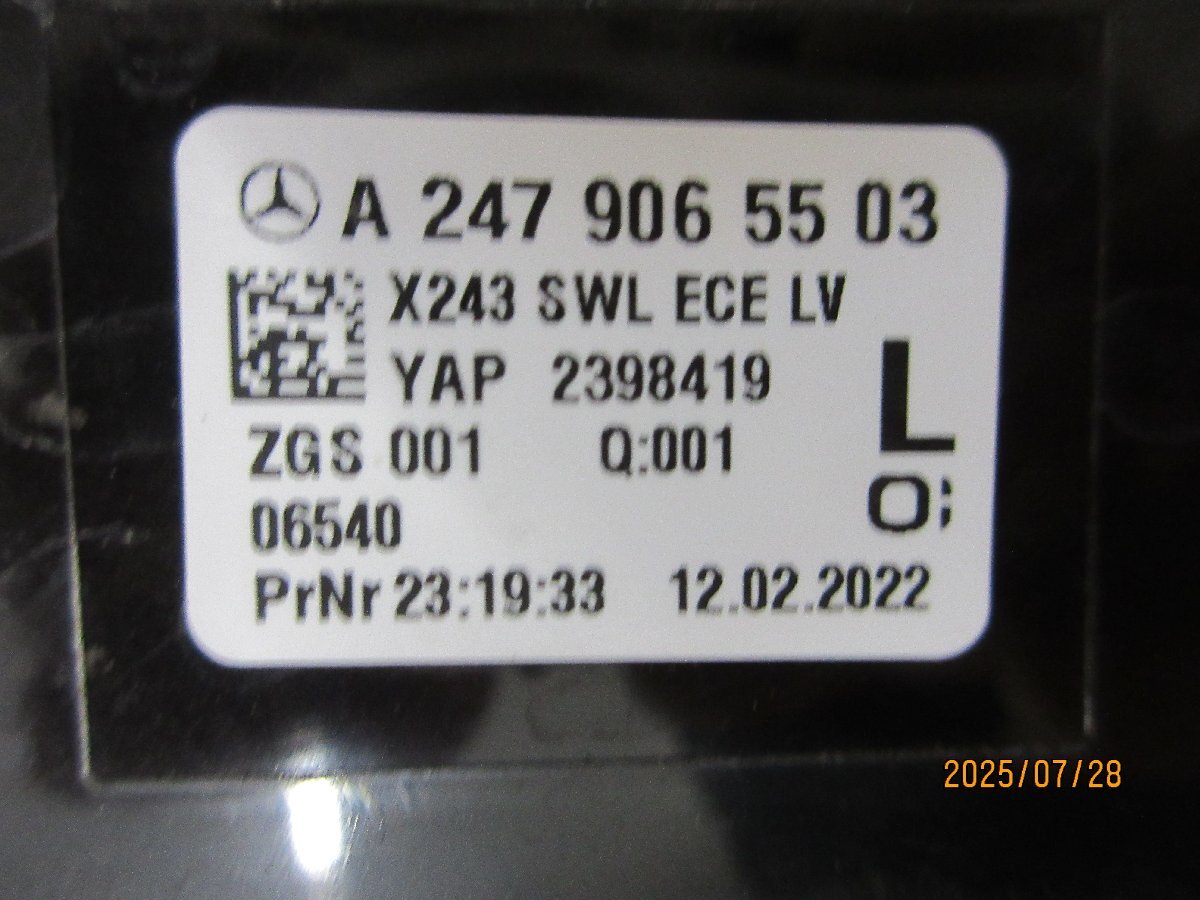 A 247 906 55 03
X243 SWL ECE LV
YAP 2398419
L
ZGS 001 Q:001
06540
O;
PrNr 23:19:33 12.02.2022
2025/07/28